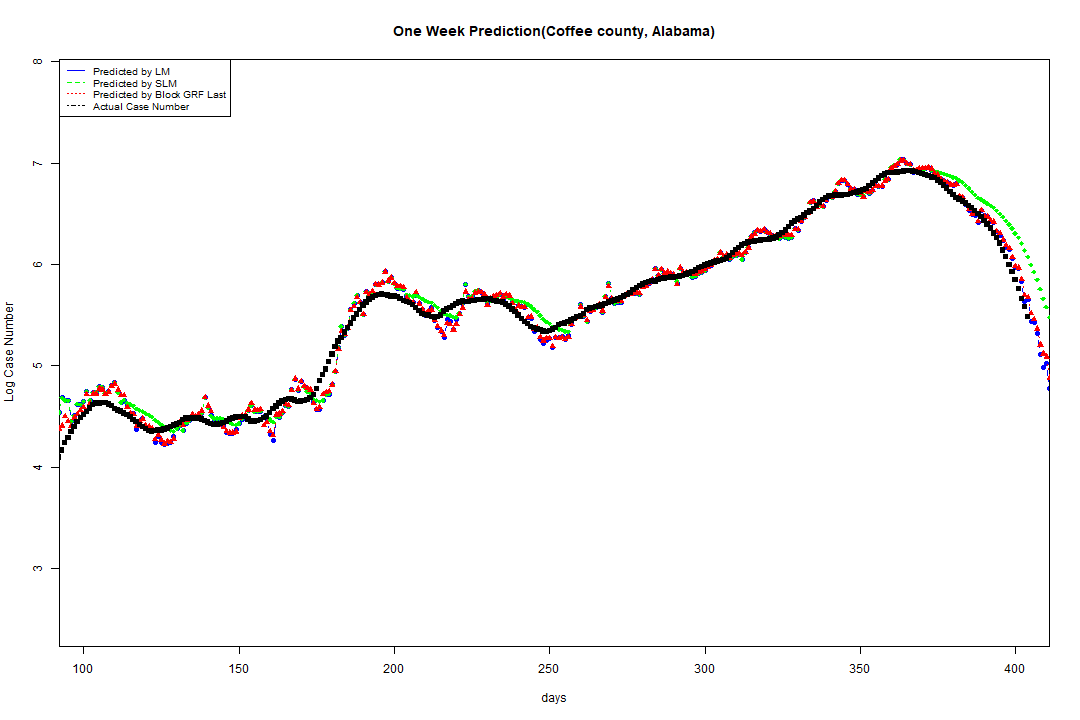 One Week Prediction(Coffee county, Alabama)
Predicted by LM
Predicted by SLM
Predicted by Block GRF Last
Actual Case Number
8
7
6
5
4
3
Log Case Number
100 150 200 250 300 350 400
days